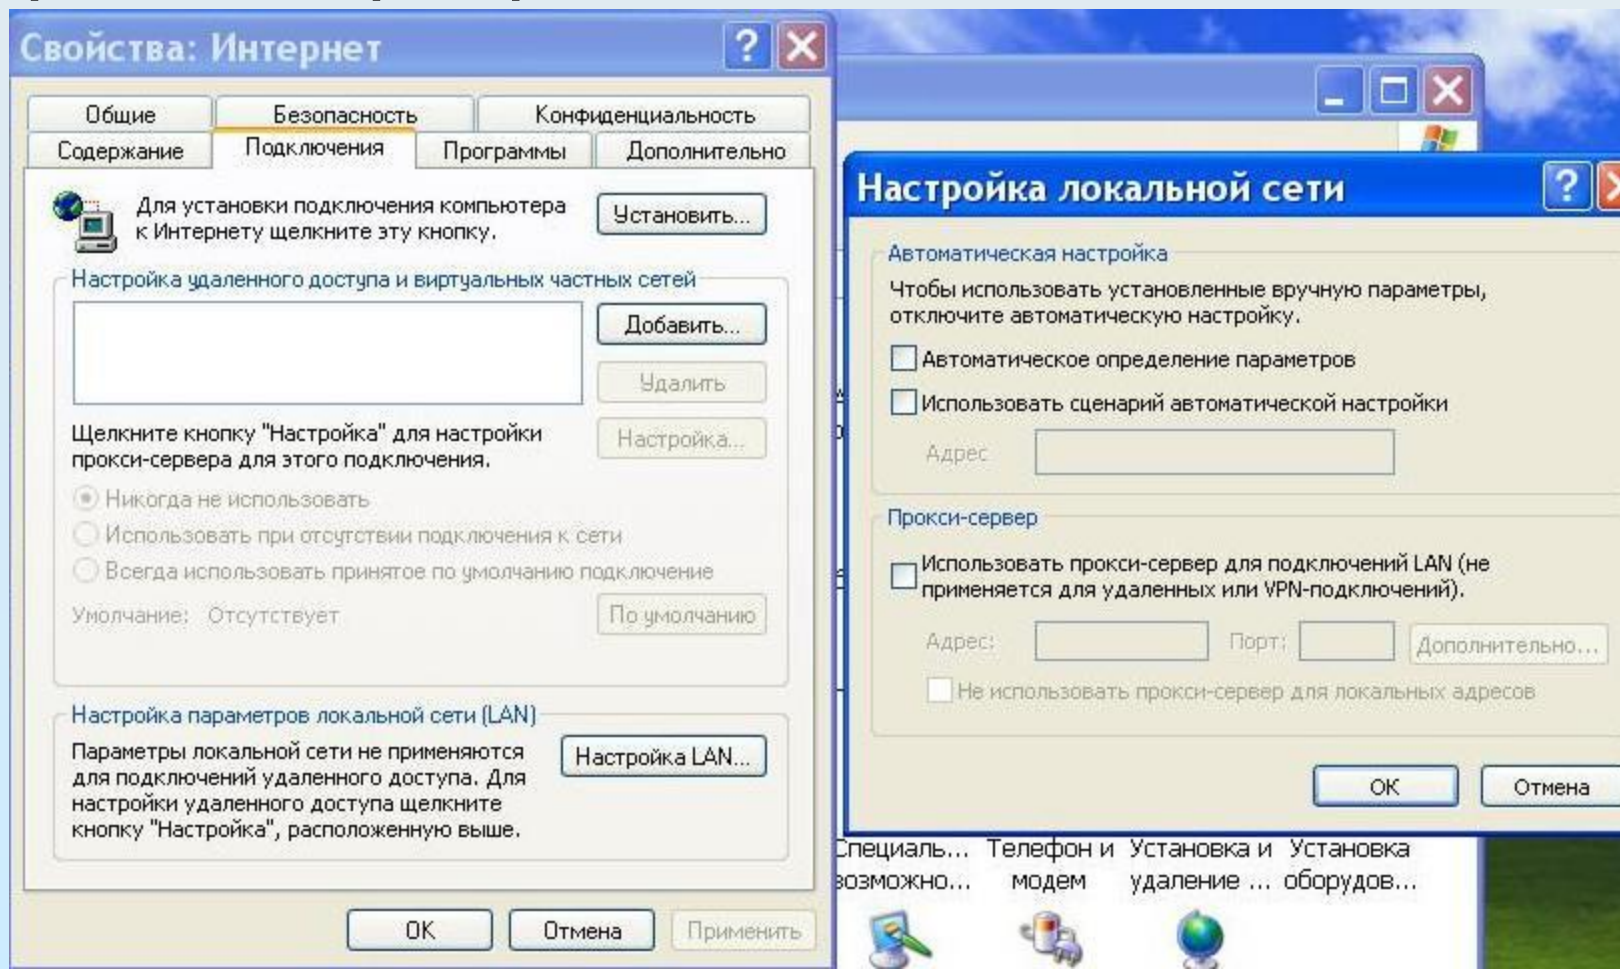 Свойства: Интернет
Общие
Безопасность
Конфиденциальность
Содержание
Подключения
Программы
Дополнительно
Для установки подключения компьютера
к Интернету щелкните эту кнопку.
Установить...
Настройка удаленного доступа и виртуальных частных сетей
Добавить...
Удалить
Щелкните кнопку "Настройка" для настройки
прокси-сервера для этого подключения.
Настройка...
Никогда не использовать
Использовать при отсутствии подключения к сети
Всегда использовать принятое по умолчанию подключение
Умолчание: Отсутствует
По умолчанию
Настройка параметров локальной сети (LAN)
Параметры локальной сети не применяются
для подключений удаленного доступа. Для
настройки удаленного доступа щелкните
кнопку "Настройка", расположенную выше.
Настройка LAN...
ОК
Отмена
Применить
Настройка локальной сети
Автоматическая настройка
Чтобы использовать установленные вручную параметры,
отключите автоматическую настройку.
Автоматическое определение параметров
Использовать сценарий автоматической настройки
Адрес
Прокси-сервер
Использовать прокси-сервер для подключений LAN (не
применяется для удаленных или VPN-подключений).
Адрес:
Порт:
Дополнительно...
Не использовать прокси-сервер для локальных адресов
ОК
Отмена
Специаль...
возможно...
Телефон и
модем
Установка и
удаление ...
Установка
оборудов...